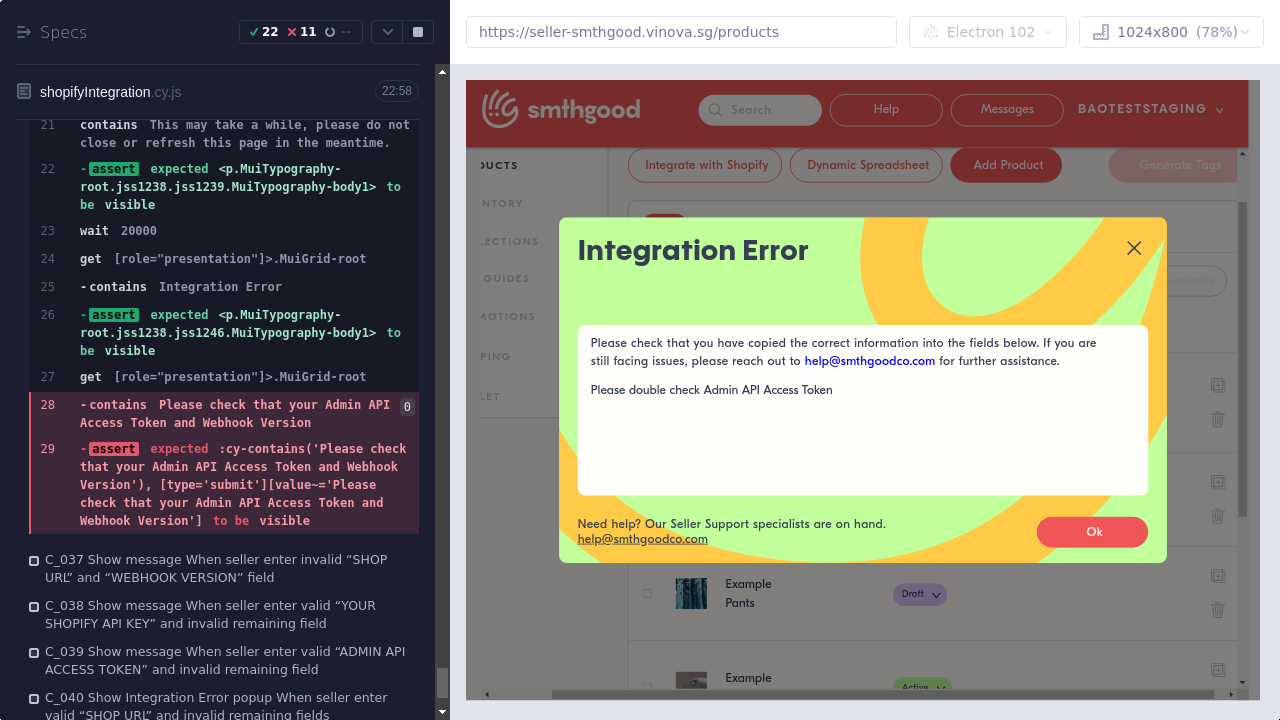 Specs
22
11
--
https://seller-smthgood.vinova.sg/products
Electron 102
1024x800 (78%)
shopifyIntegration.cy.js
22:58
21 contains This may take a while, please do not
close or refresh this page in the meantime.
22 -assert expected <p.MuiTypography-
root.jss1238.jss1239.MuiTypography-body1> to
be visible
23 wait 20000
24 get [role="presentation"]>.MuiGrid-root
25 -contains Integration Error
26 -assert expected <p.MuiTypography-
root.jss1238.jss1246.MuiTypography-body1> to
be visible
27 get [role="presentation"]>.MuiGrid-root
28 -contains Please check that your Admin API 0
Access Token and Webhook Version
29 -assert expected :cy-contains('Please check
that your Admin API Access Token and Webhook
Version'), [type='submit'][value~='Please
check that your Admin API Access Token and
Webhook Version'] to be visible
C_037 Show message When seller enter invalid “SHOP
URL” and “WEBHOOK VERSION” field
C_038 Show message When seller enter valid “YOUR
SHOPIFY API KEY” and invalid remaining field
C_039 Show message When seller enter valid “ADMIN API
ACCESS TOKEN” and invalid remaining field
C_040 Show Integration Error popup When seller enter
valid “SHOP URL” and invalid remaining fields
smthgood
Search
Help
Messages
BAOTESTSTAGING
DUCTS
Integrate with Shopify
Dynamic Spreadsheet
Add Product
Generate Tags
NTORY
LECTIONS
GUIDES
MOTIONS
PING
LET
roduct(s)
Integration Error
Please check that you have copied the correct information into the fields below. If you are
still facing issues, please reach out to help@smthgoodco.com for further assistance.
Please double check Admin API Access Token
Need help? Our Seller Support specialists are on hand.
help@smthgoodco.com
Ok
Example
Pants
Draft
Example
Active